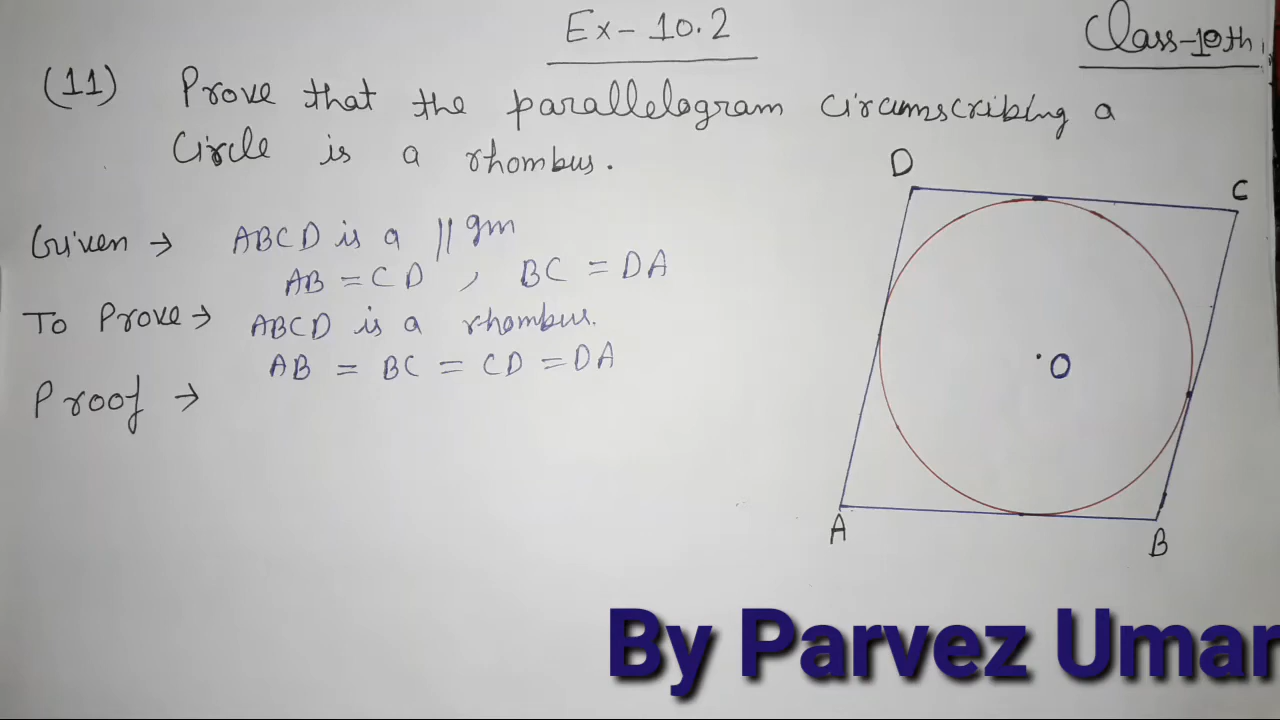 Ex- 10.2
Class-10th
(11) Prove that the parallelogram circumscribing a
Circle is a rhombus.
Given → ABCD is a || gm
AB = CD , BC = DA
To Prove → ABCD is a rhombus.
AB = BC = CD = DA
Proof →
D
C
O
A
B
By Parvez Umar